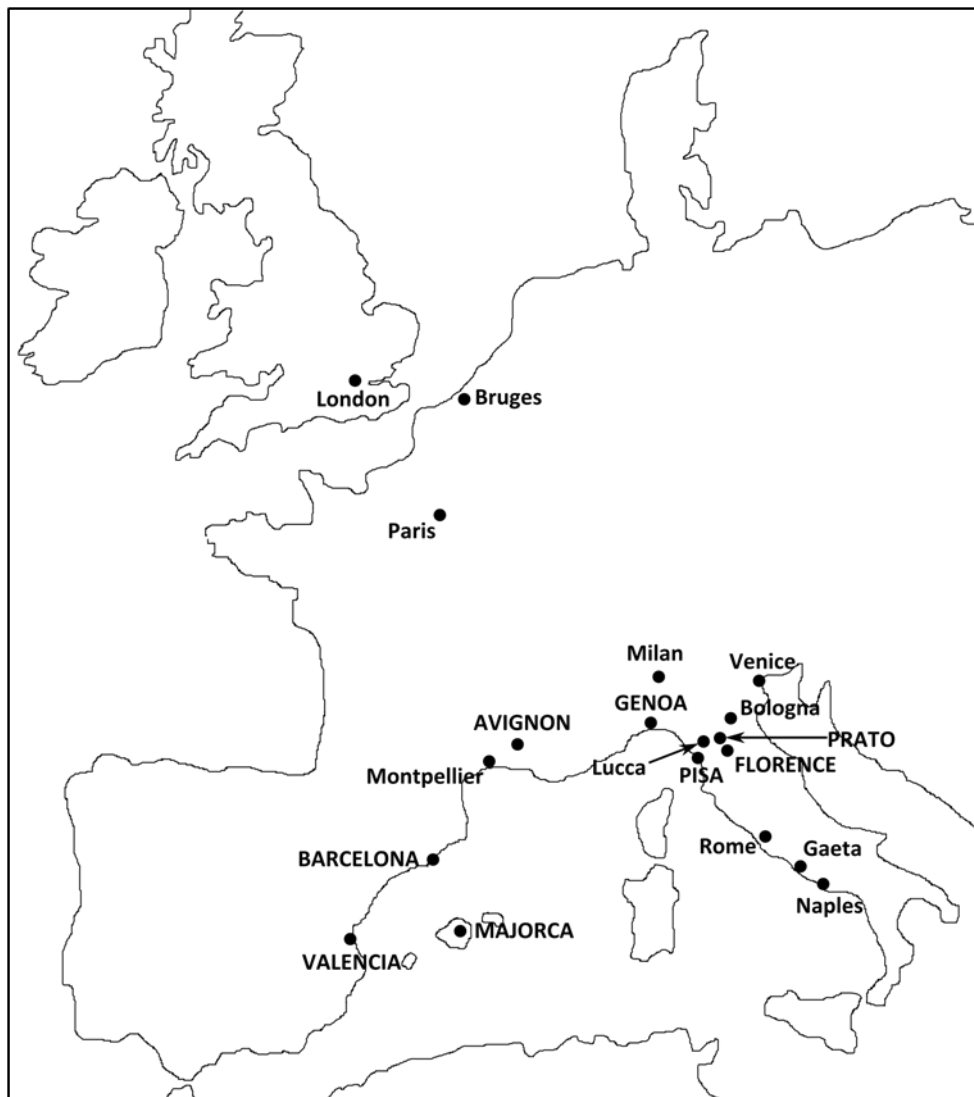 London
Bruges
Paris
Milan
Venice
GENOA
Bologna
AVIGNON
PRATO
Montpellier
Lucca
PISA
FLORENCE
Rome
Gaeta
BARCELONA
Naples
MAJORCA
VALENCIA